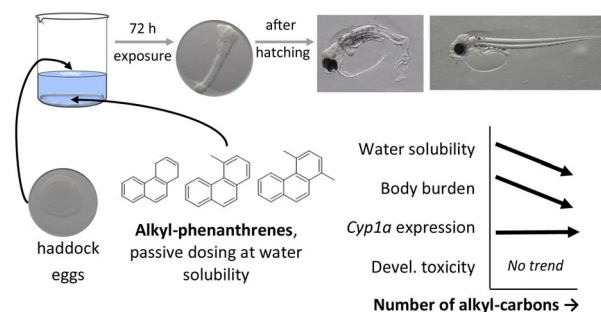 72 h
exposure
after
hatching
haddock
eggs
Alkyl-phenanthrenes,
passive dosing at water
solubility
Water solubility
Body burden
Cyp1a expression
Devel. toxicity
No trend
Number of alkyl-carbons →